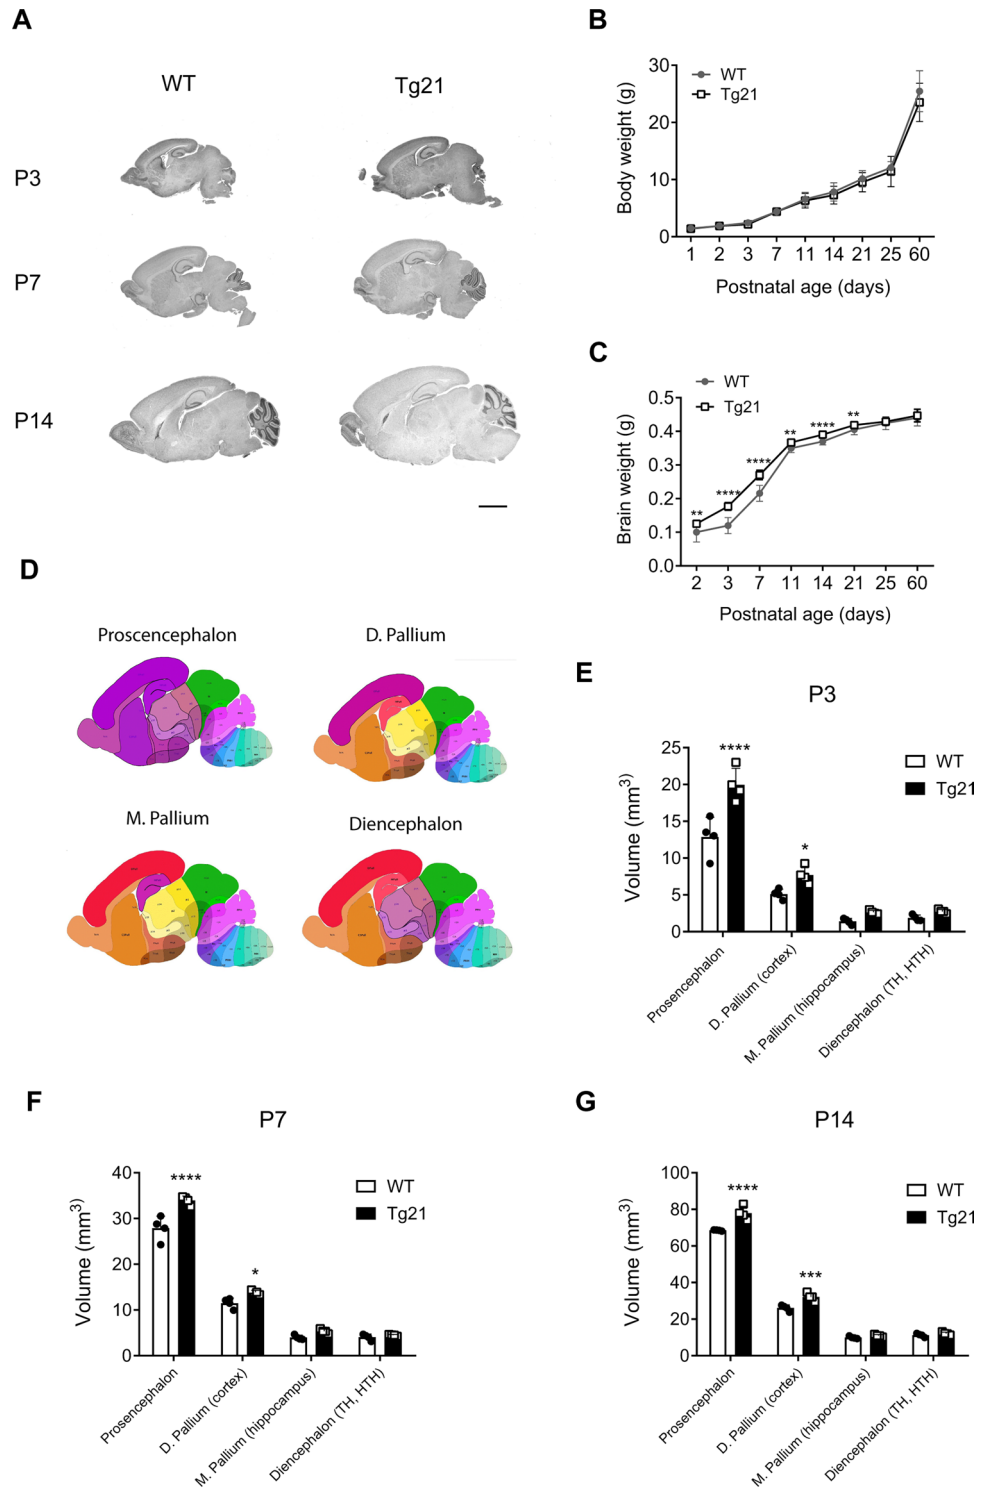 A
WT
Tg21
P3
P7
P14
B
WT
Tg21
Body weight (g)
30
20
10
0
1 2 3 7 11 14 21 25 60
Postnatal age (days)
C
WT
Tg21
Brain weight (g)
0.5
0.4
0.3
0.2
0.1
0.0
** **** **** ** **** **
2 3 7 11 14 21 25 60
Postnatal age (days)
D
Proscencephalon
D. Pallium
M. Pallium
Diencephalon
E
P3
WT
Tg21
Volume (mm³)
25
20
15
10
5
0
****
*
Prosencephalon
D. Pallium (cortex)
M. Pallium (hippocampus)
Diencephalon (TH, HTH)
F
P7
WT
Tg21
Volume (mm³)
40
30
20
10
0
****
*
Prosencephalon
D. Pallium (cortex)
M. Pallium (hippocampus)
Diencephalon (TH, HTH)
G
P14
WT
Tg21
Volume (mm³)
100
80
60
40
20
0
****
***
Prosencephalon
D. Pallium (cortex)
M. Pallium (hippocampus)
Diencephalon (TH, HTH)